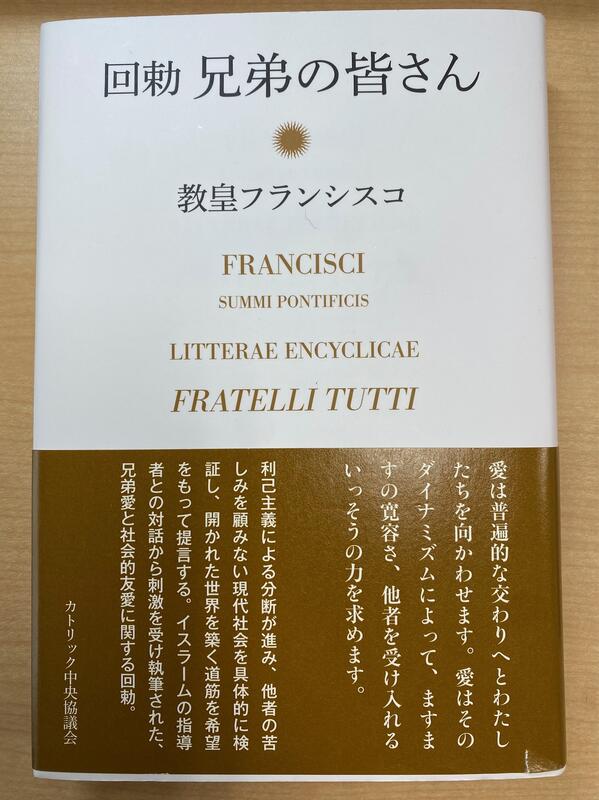 回勅 兄弟の皆さん
教皇フランシスコ
FRANCISCI
SUMMI PONTIFICIS
LITTERAE ENCYCLICAE
FRATELLI TUTTI
愛は普遍的な交わりへとわたし
たちを向かわせます。愛はその
ダイナミズムによって、ますま
すの寛容さ、他者を受け入れる
いっそうの力を求めます。
利己主義による分断が進み、他者の苦
しみを顧みない現代社会を具体的に検
証し、開かれた世界を築く道筋を希望
をもって提言する。イスラームの指導
者との対話から刺激を受け執筆された、
兄弟愛と社会的友愛に関する回勅。
カトリック中央協議会